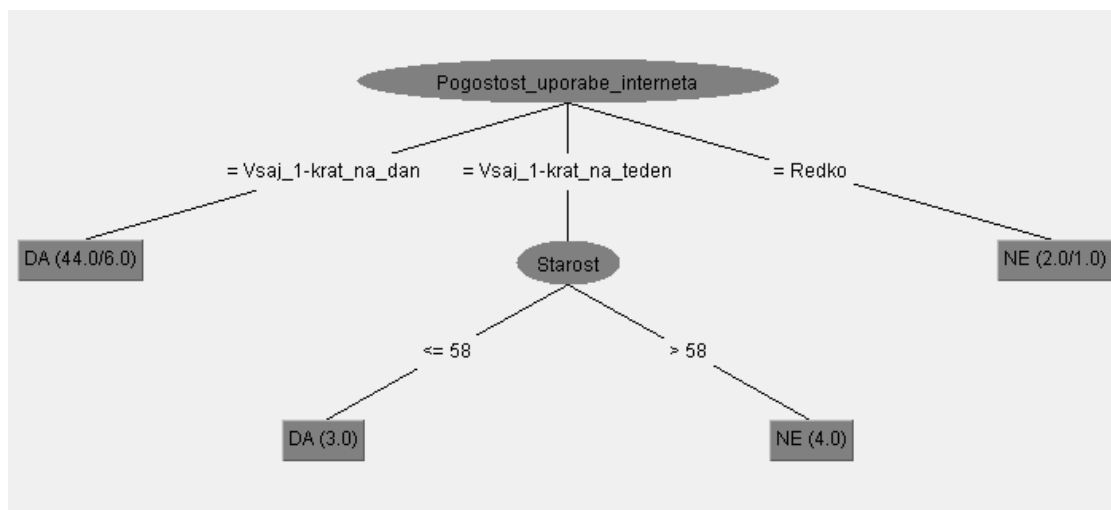 Pogostost_uporabe_interneta
= Vsaj_1-krat_na_dan
= Vsaj_1-krat_na_teden
= Redko
DA (44.0/6.0)
Starost
NE (2.0/1.0)
<= 58
> 58
DA (3.0)
NE (4.0)